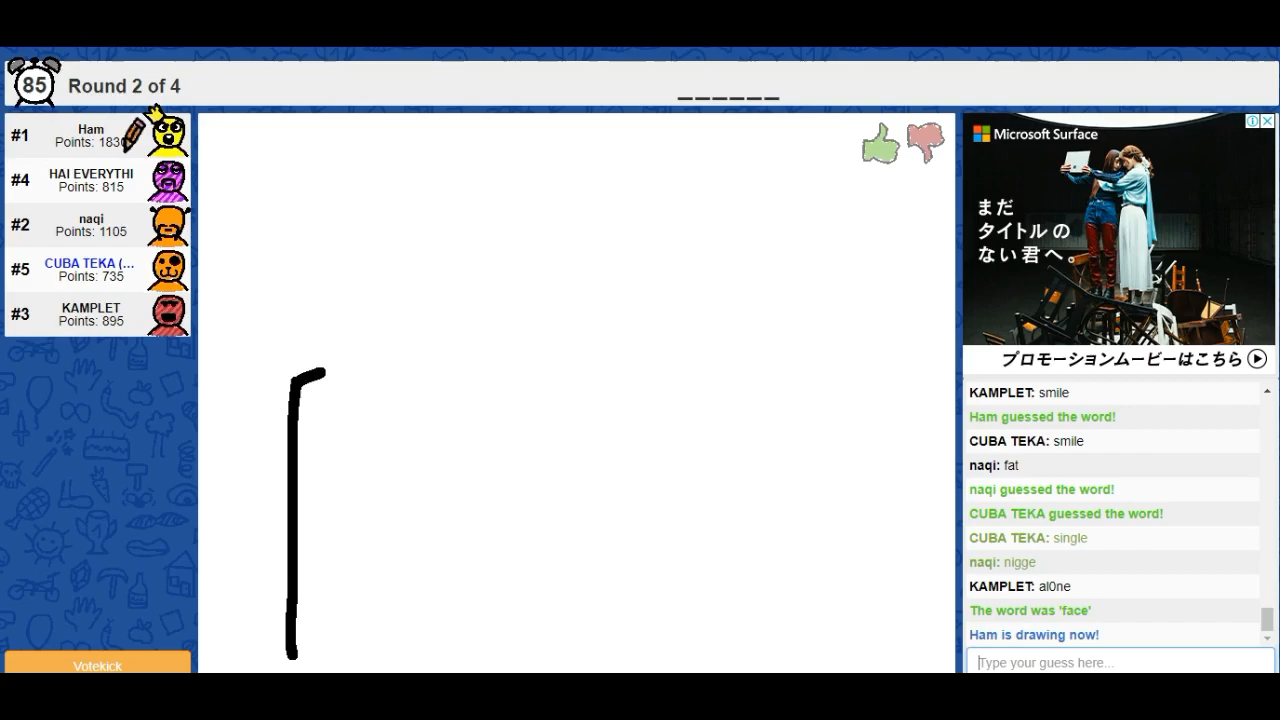 85
Round 2 of 4
______
#1
Ham
Points: 1830
#4
HAI EVERYTHI
Points: 815
#2
naqi
Points: 1105
#5
CUBA TEKA (...
Points: 735
#3
KAMPLET
Points: 895
Votekick
Microsoft Surface
まだ
タイトルの
ない君へ。
プロモーションムービーはこちら
KAMPLET: smile
Ham guessed the word!
CUBA TEKA: smile
naqi: fat
naqi guessed the word!
CUBA TEKA guessed the word!
CUBA TEKA: single
naqi: nigge
KAMPLET: al0ne
The word was 'face'
Ham is drawing now!
Type your guess here...